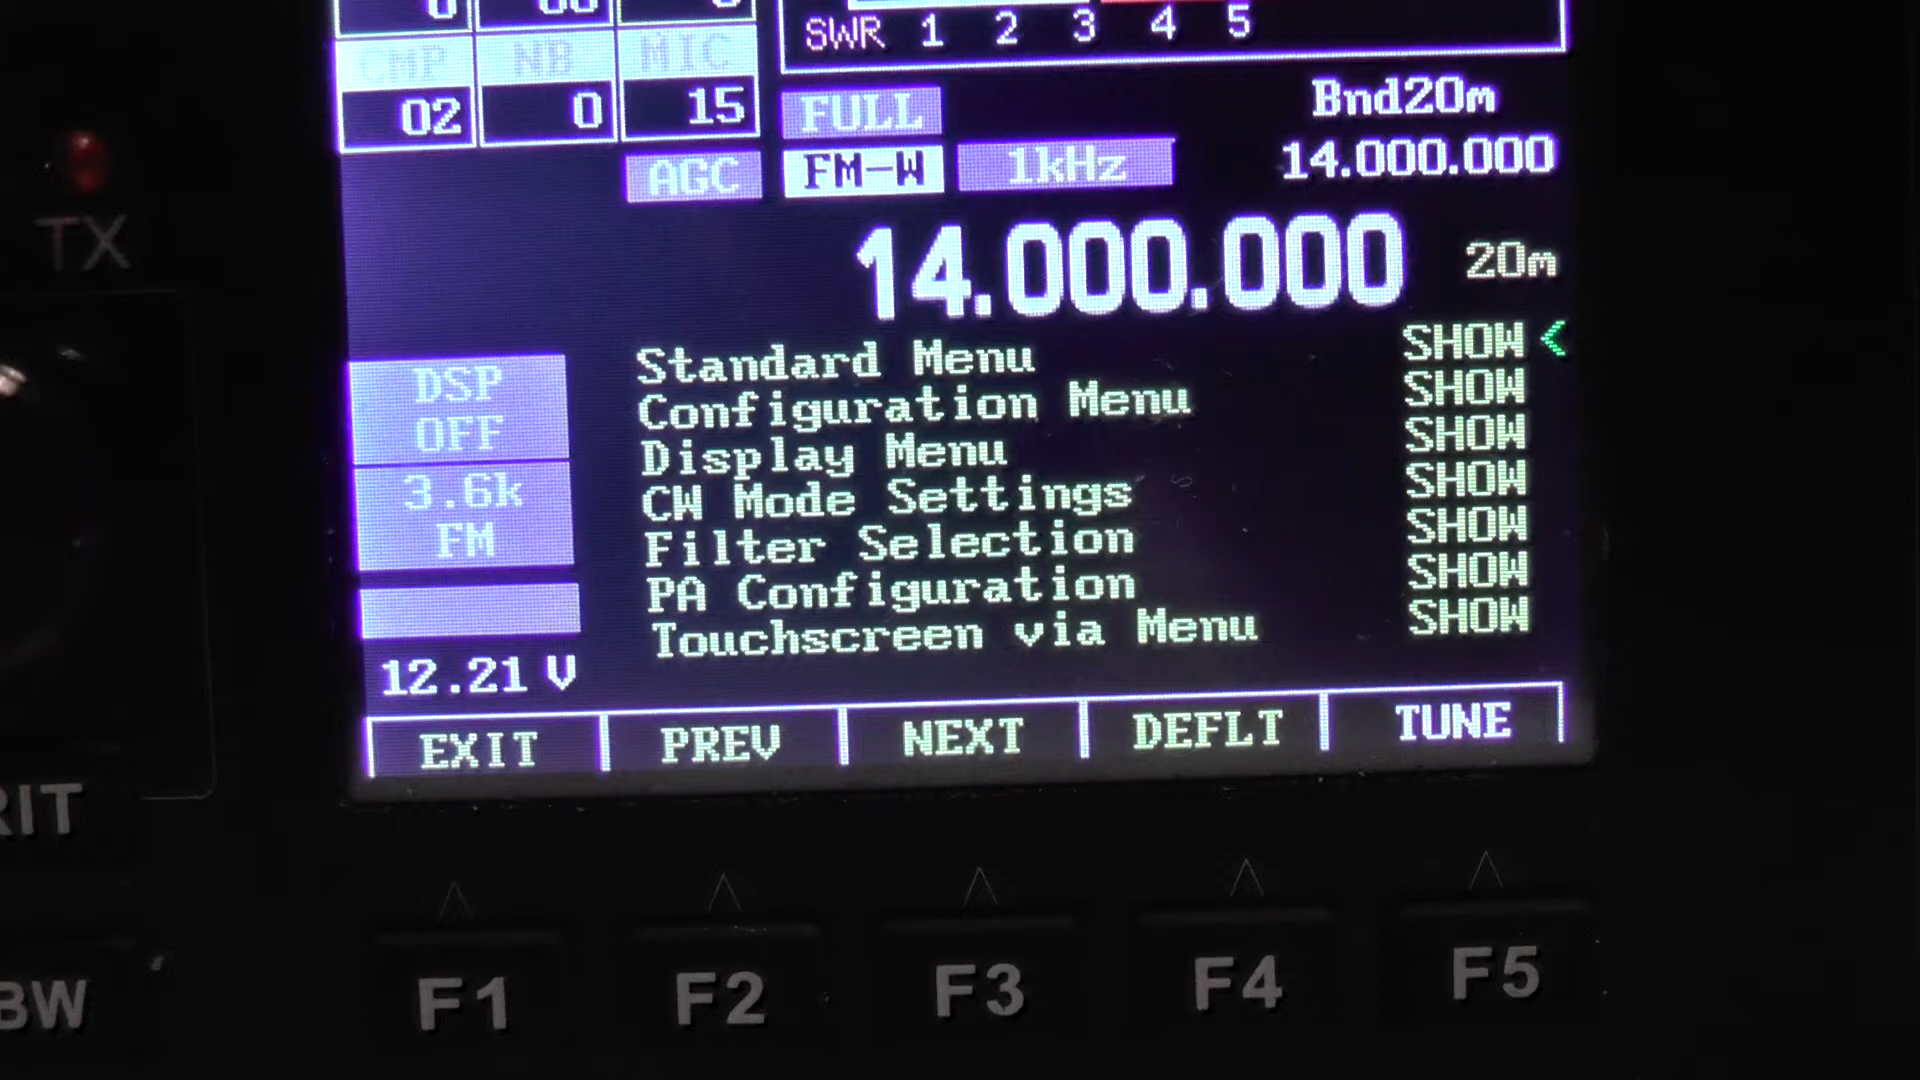 SWR 1 2 3 4 5
CMP NB MIC
02 0 15
FULL
Bnd20m
AGC FM-W 1kHz
14.000.000
14.000.000 20m
Standard Menu SHOW <
Configuration Menu SHOW
Display Menu SHOW
CW Mode Settings SHOW
Filter Selection SHOW
PA Configuration SHOW
Touchscreen via Menu SHOW
DSP
OFF
3.6k
FM
12.21 V
EXIT PREV NEXT DEFLT TUNE
TX
RIT
BW
F1 F2 F3 F4 F5